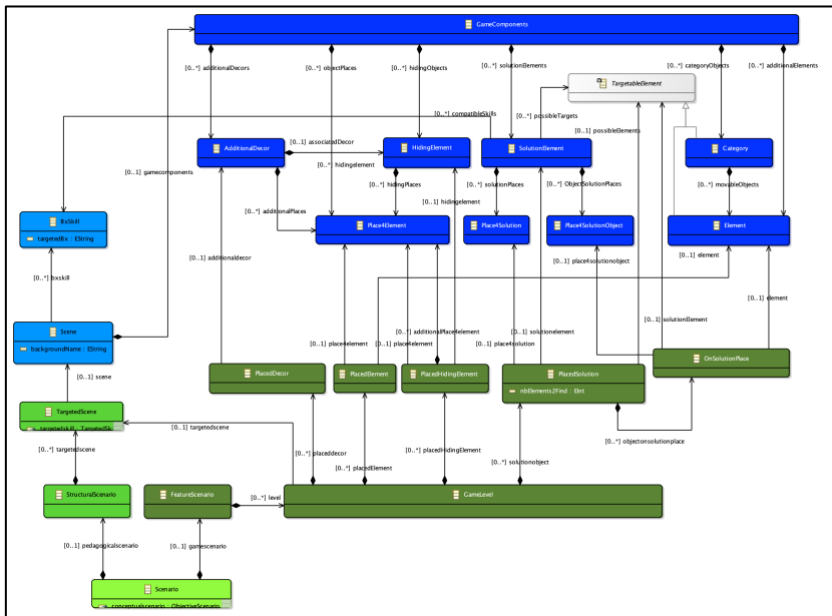 GameComponents
[0..*] additionalDecors
[0..*] objectPlaces
[0..*] hidingObjects
[0..*] solutionElements
[0..*] categoryObjects
[0..*] additionalElements
TargetableElement
[0..*] compatibleSkills
[0..*] possibleTargets
[0..1] possibleElements
[0..1] associatedDecor
AdditionalDecor
HidingElement
SolutionElement
Category
[0..*] hidingelement
[0..1] gamecomponents
[0..*] hidingPlaces
[0..*] solutionPlaces
[0..*] ObjectSolutionPlaces
[0..*] movableObjects
[0..*] additionalPlaces
[0..1] hidingelement
BxSkill
targetedBx : EString
Place4Element
Place4Solution
Place4SolutionObject
Element
[0..1] additionaldecor
[0..1] place4solutionobject
[0..1] element
[0..*] bxskill
[0..1] element
[0..1] solutionElement
Scene
backgroundName : EString
[0..*] additionalPlace4element
[0..1] place4element
[0..1] place4element
[0..1] place4solution
[0..1] solutionelement
[0..1] scene
PlacedDecor
PlacedElement
PlacedHidingElement
PlacedSolution
nbElements2Find : EInt
OnSolutionPlace
TargetedScene
targetedskill : TargetedSk
[0..1] targetedscene
[0..*] targetedscene
[0..*] placeddecor
[0..*] placedElement
[0..*] placedHidingElement
[0..*] solutionobject
[0..*] objectonsolutionplace
StructuralScenario
FeatureScenario
[0..*] level
GameLevel
[0..1] pedagogicalscenario
[0..1] gamescenario
Scenario
conceptualscenario : ObjectiveScenario